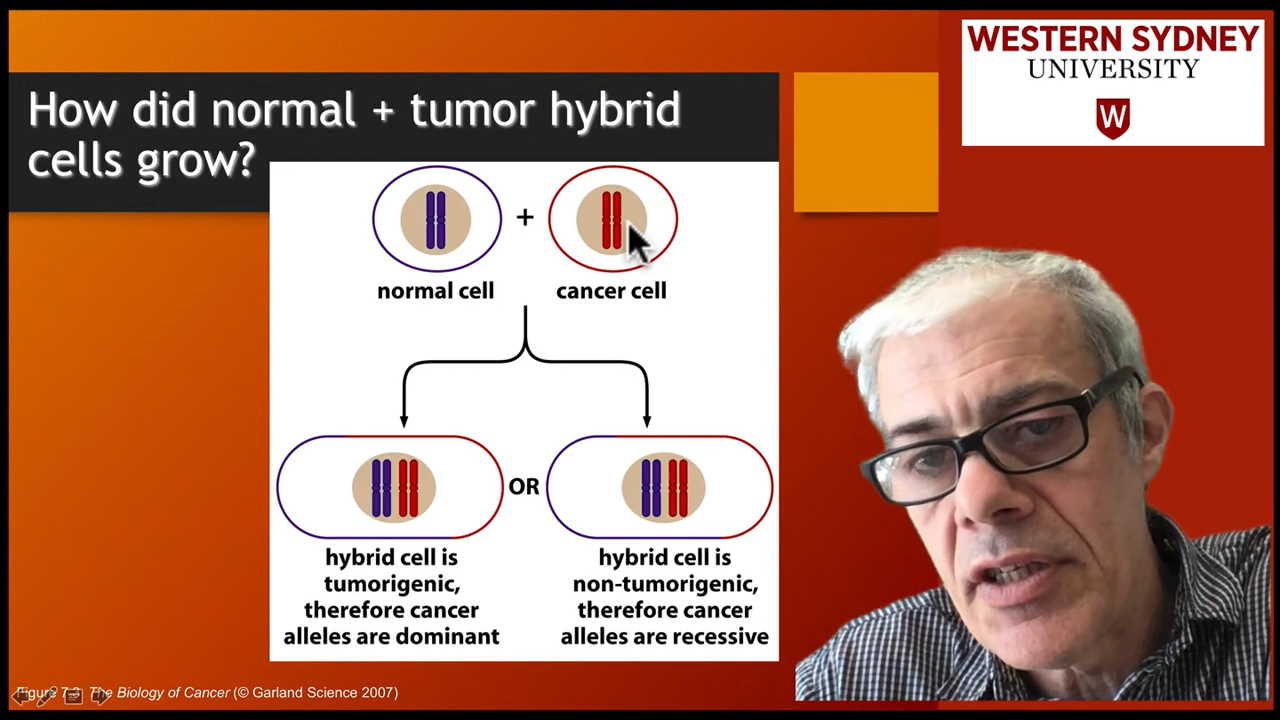 How did normal + tumor hybrid
cells grow?
WESTERN SYDNEY
UNIVERSITY
W
+
normal cell
cancer cell
OR
hybrid cell is
tumorigenic,
therefore cancer
alleles are dominant
hybrid cell is
non-tumorigenic,
therefore cancer
alleles are recessive
Figure The Biology of Cancer (© Garland Science 2007)